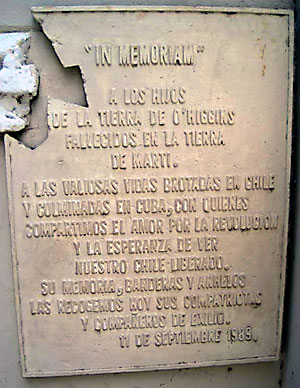 "IN MEMORIAM"
A LOS HIJOS
DE LA TIERRA DE O'HIGGINS
FALLECIDOS EN LA TIERRA
DE MARTI.
A LAS VALIOSAS VIDAS BROTADAS EN CHILE
Y CULMINADAS EN CUBA, CON QUIENES
COMPARTIMOS EL AMOR POR LA REVOLUCION
Y LA ESPERANZA DE VER
NUESTRO CHILE LIBERADO.
SU MEMORIA, BANDERAS Y ANHELOS
LAS RECOGEMOS HOY SUS COMPATRIOTAS
Y COMPAÑEROS DE EXILIO.
11 DE SEPTIEMBRE 1989.